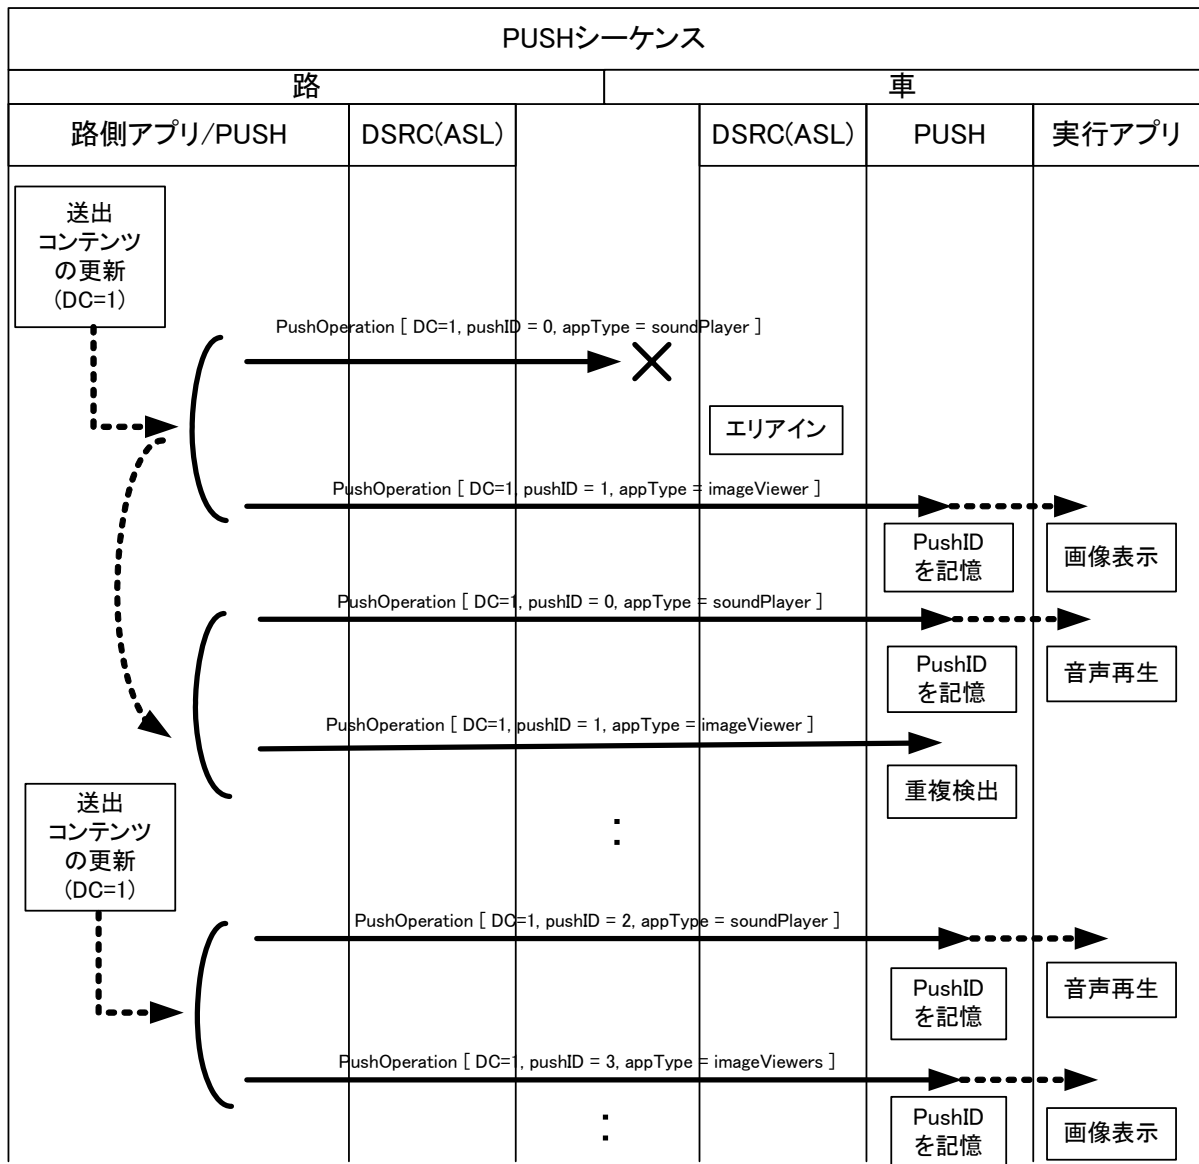 PUSHシーケンス
路
車
路側アプリ/PUSH
DSRC(ASL)
DSRC(ASL)
PUSH
実行アプリ
送出
コンテンツ
の更新
(DC=1)
PushOperation [ DC=1, pushID = 0, appType = soundPlayer ]
エリアイン
PushOperation [ DC=1, pushID = 1, appType = imageViewer ]
PushID
を記憶
画像表示
PushOperation [ DC=1, pushID = 0, appType = soundPlayer ]
PushID
を記憶
音声再生
PushOperation [ DC=1, pushID = 1, appType = imageViewer ]
重複検出
送出
コンテンツ
の更新
(DC=1)
:
PushOperation [ DC=1, pushID = 2, appType = soundPlayer ]
PushID
を記憶
音声再生
PushOperation [ DC=1, pushID = 3, appType = imageViewers ]
PushID
を記憶
画像表示
: